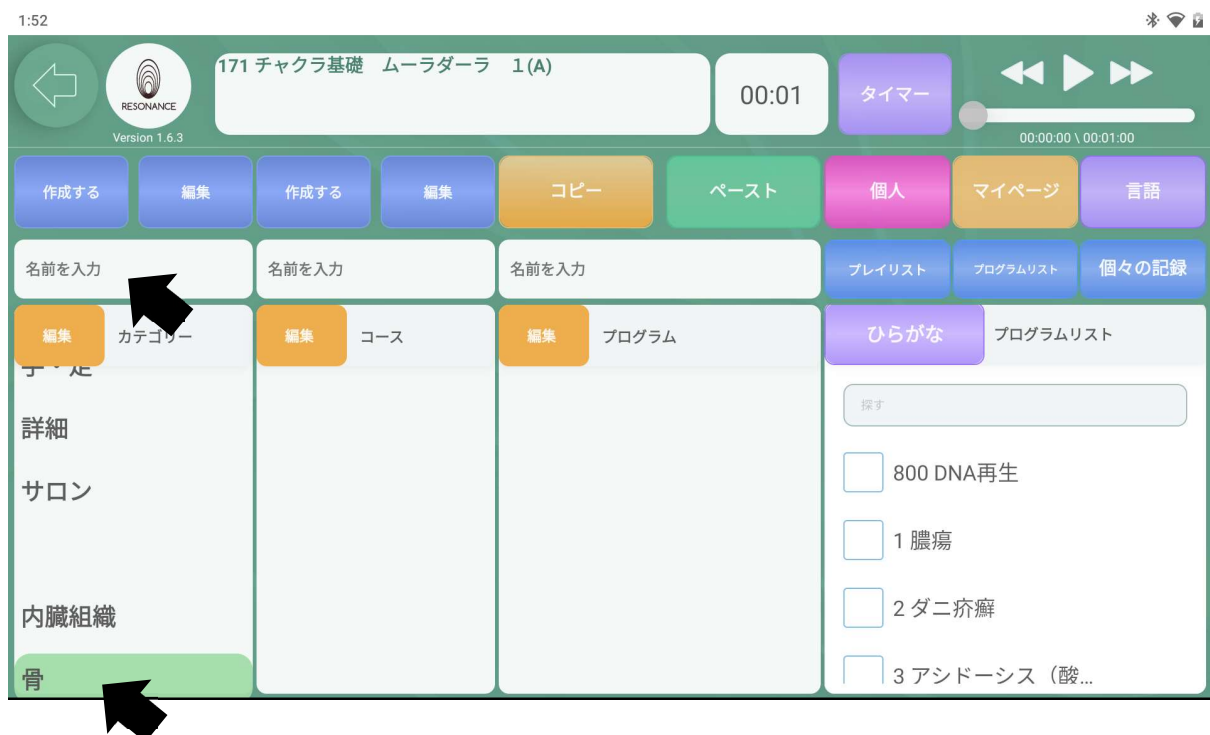 1:52
171 チャクラ基礎　ムーラダーラ　１(A)
00:01
タイマー
RESONANCE
Version 1.6.3
00:00:00 \ 00:01:00
作成する 編集 作成する 編集 コピー ペースト 個人 マイページ 言語
名前を入力 名前を入力 名前を入力 プレイリスト プログラムリスト 個々の記録
編集 カテゴリー 編集 コース 編集 プログラム ひらがな プログラムリスト
手・足
詳細
サロン
内臓組織
骨
探す
800 DNA再生
1 膿瘍
2 ダニ疥癬
3 アシドーシス（酸...